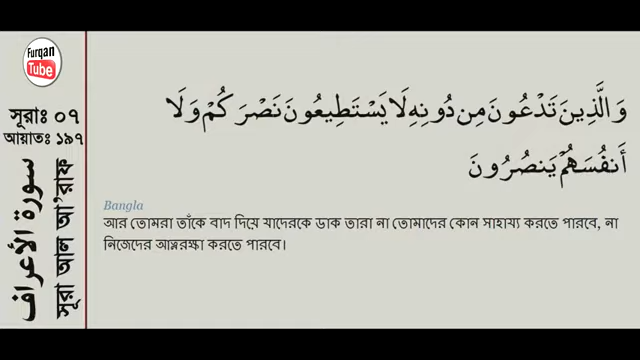 Furqan
Tube
সূরাঃ ০৭
আয়াতঃ ১৯৭
سورة الأعراف
সূরা আল আ'রাফ
وَالَّذِينَ تَدْعُونَ مِن دُونِهِ لَا يَسْتَطِيعُونَ نَصْرَكُمْ وَلَا
أَنفُسَهُمْ يَنصُرُونَ
Bangla
আর তোমরা তাঁকে বাদ দিয়ে যাদেরকে ডাক তারা না তোমাদের কোন সাহায্য করতে পারবে, না
নিজেদের আত্নরক্ষা করতে পারবে।